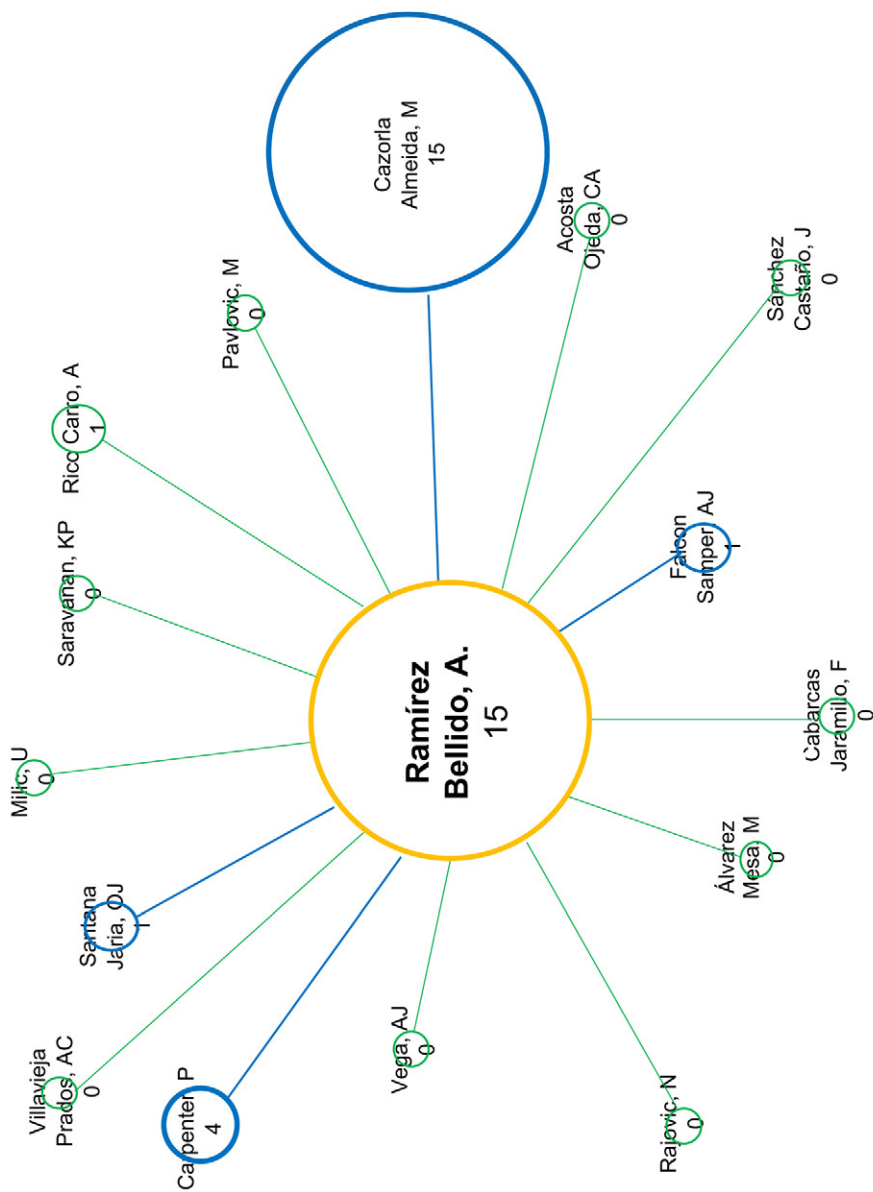 Cazorla
Almeida, M
15
Acosta
Ojeda, CA
0
Sánchez
Castaño, J
0
Pavlovic, M
0
Rico Carro, A
1
Saravanan, KP
0
Falcon
Samper, AJ
1
Ramírez
Bellido, A.
15
Cabarcas
Jaramillo, F
0
Milic, U
0
Álvarez
Mesa, M
0
Santana
Jaria, OJ
1
Vega, AJ
0
Villavieja
Prados, AC
0
Carpenter, P
4
Rajovic, N
0